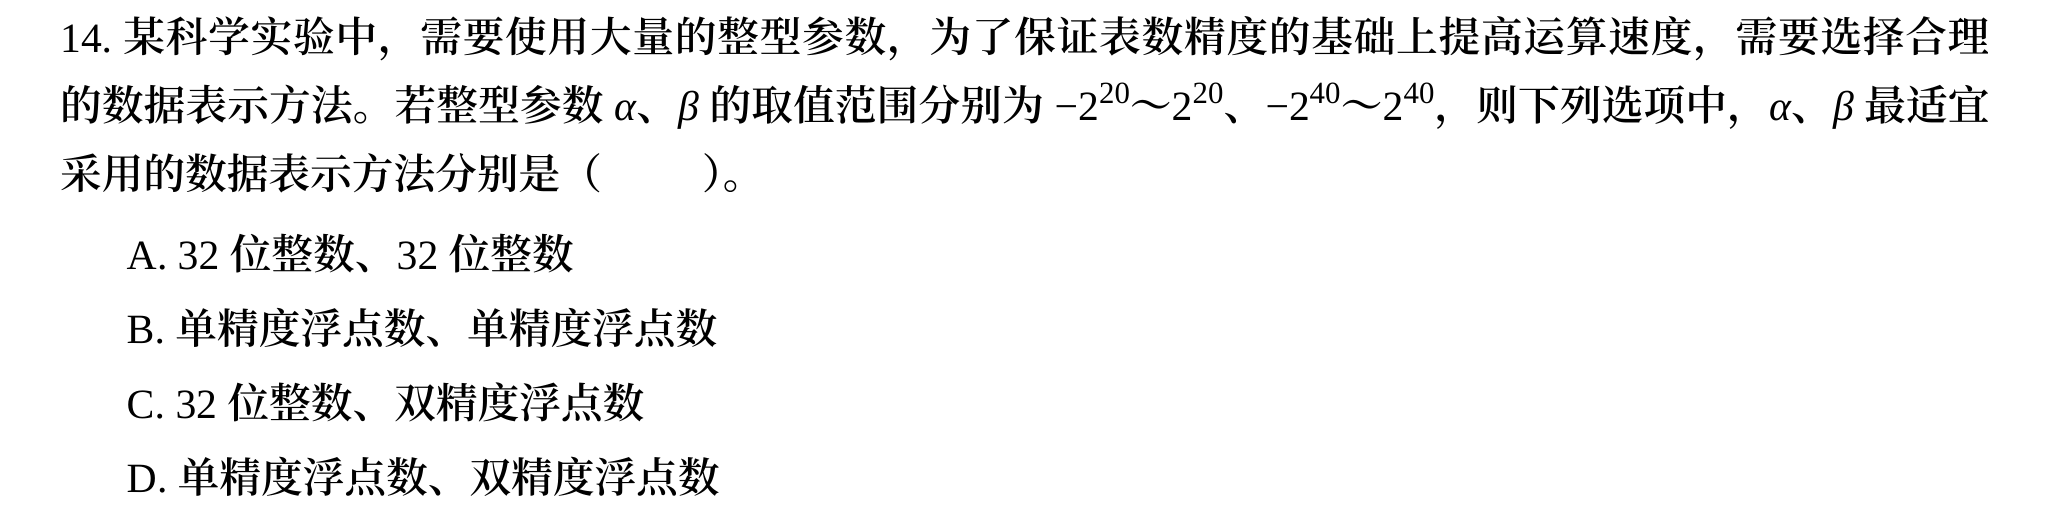 14. 某科学实验中，需要使用大量的整型参数，为了保证表数精度的基础上提高运算速度，需要选择合理
的数据表示方法。若整型参数 α、β 的取值范围分别为 −2²⁰～2²⁰、−2⁴⁰～2⁴⁰，则下列选项中，α、β 最适宜
采用的数据表示方法分别是（　　）。
A. 32 位整数、32 位整数
B. 单精度浮点数、单精度浮点数
C. 32 位整数、双精度浮点数
D. 单精度浮点数、双精度浮点数